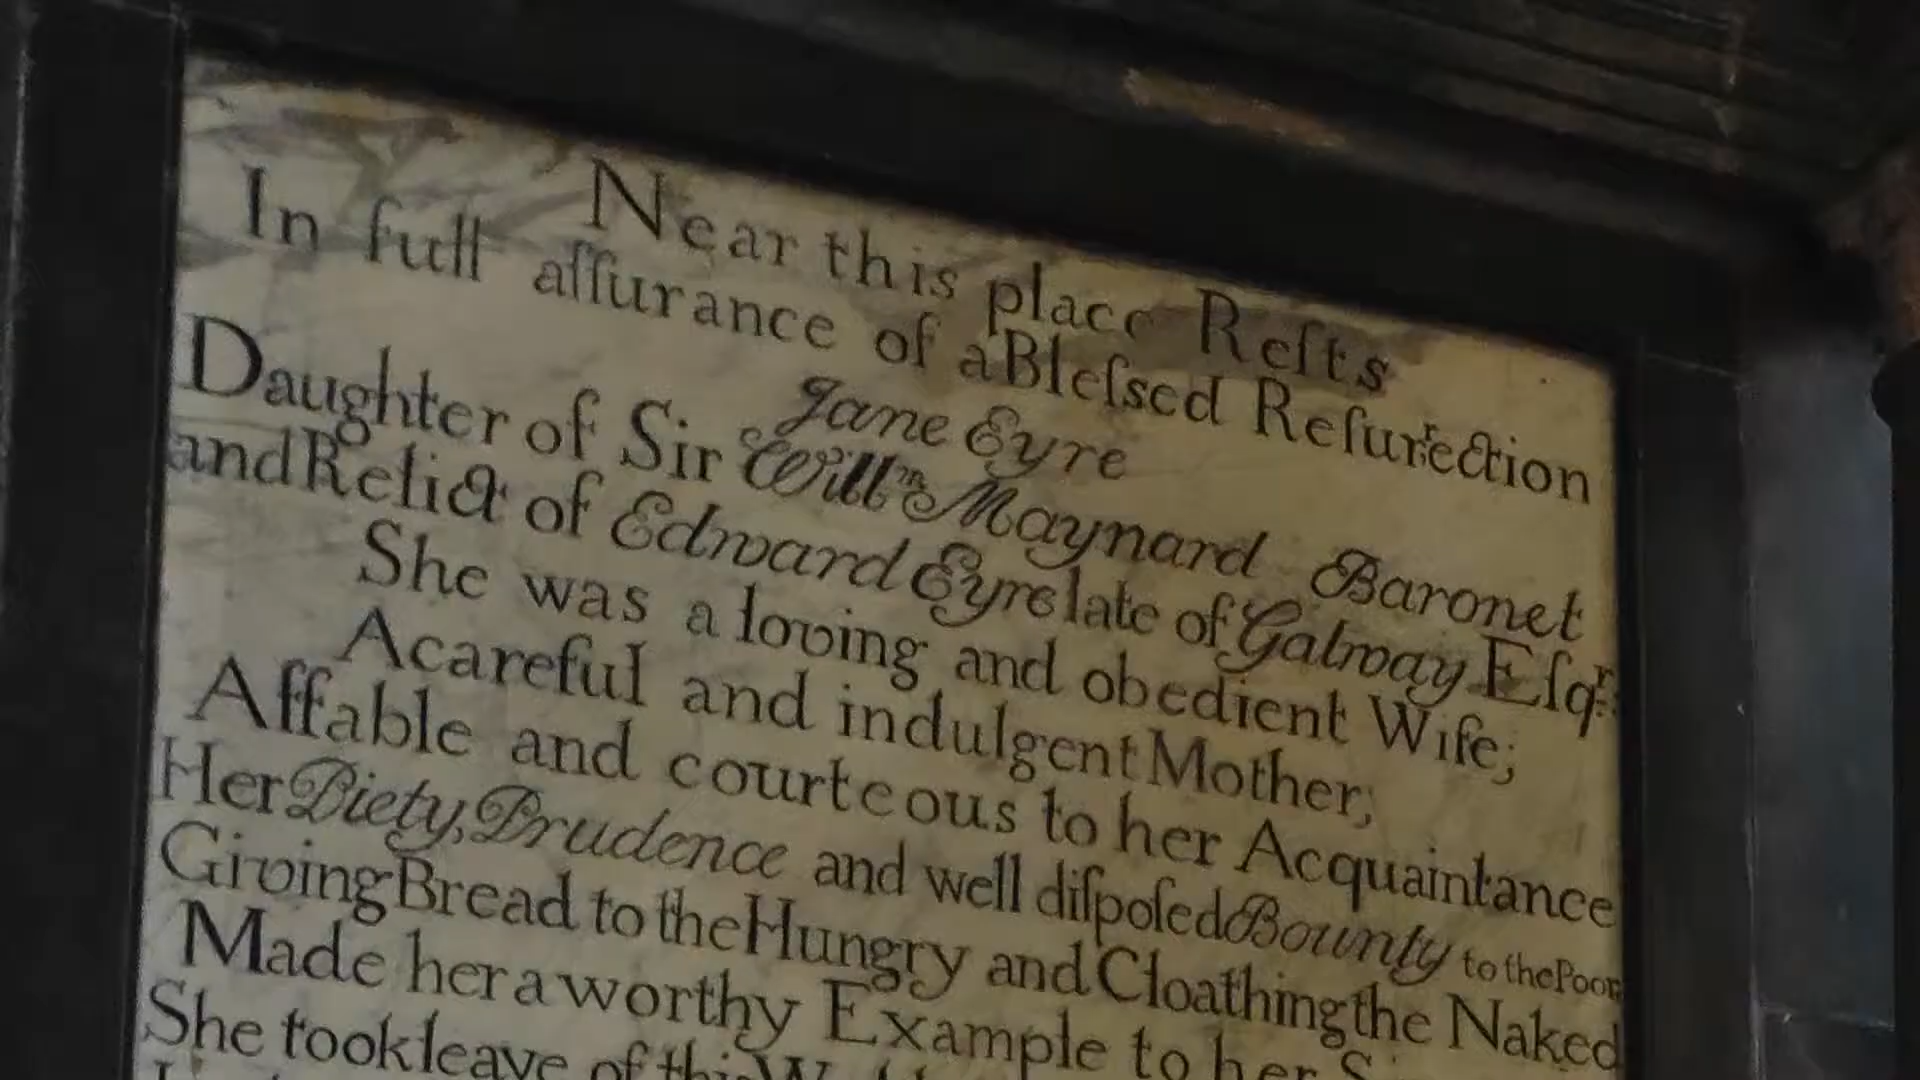 Near this place Reſts
In full aſſurance of a Bleſsed Reſurrection
Jane Eyre
Daughter of Sir Willm Maynard Baronet
and Relict of Edward Eyre late of Galway Eſqr:
She was a loving and obedient Wife;
A careful and indulgent Mother;
Affable and courteous to her Acquaintance
Her Piety, Prudence and well diſpoſed Bounty to the Poor
Giving Bread to the Hungry and Cloathing the Naked
Made her a worthy Example to her
She took leave of this